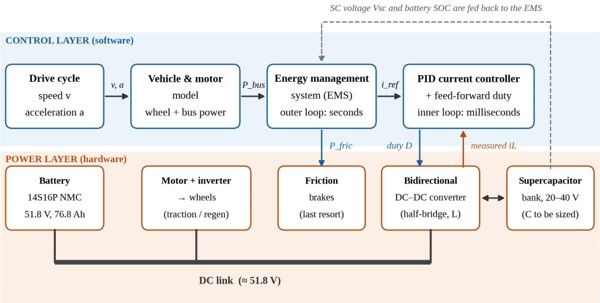 SC voltage Vsc and battery SOC are fed back to the EMS
CONTROL LAYER (software)
Drive cycle
speed v
acceleration a
v, a
Vehicle & motor
model
wheel + bus power
P_bus
Energy management
system (EMS)
outer loop: seconds
i_ref
PID current controller
+ feed-forward duty
inner loop: milliseconds
P_fric
duty D
measured iL
POWER LAYER (hardware)
Battery
14S16P NMC
51.8 V, 76.8 Ah
Motor + inverter
→ wheels
(traction / regen)
Friction
brakes
(last resort)
Bidirectional
DC–DC converter
(half-bridge, L)
Supercapacitor
bank, 20–40 V
(C to be sized)
DC link (≈ 51.8 V)